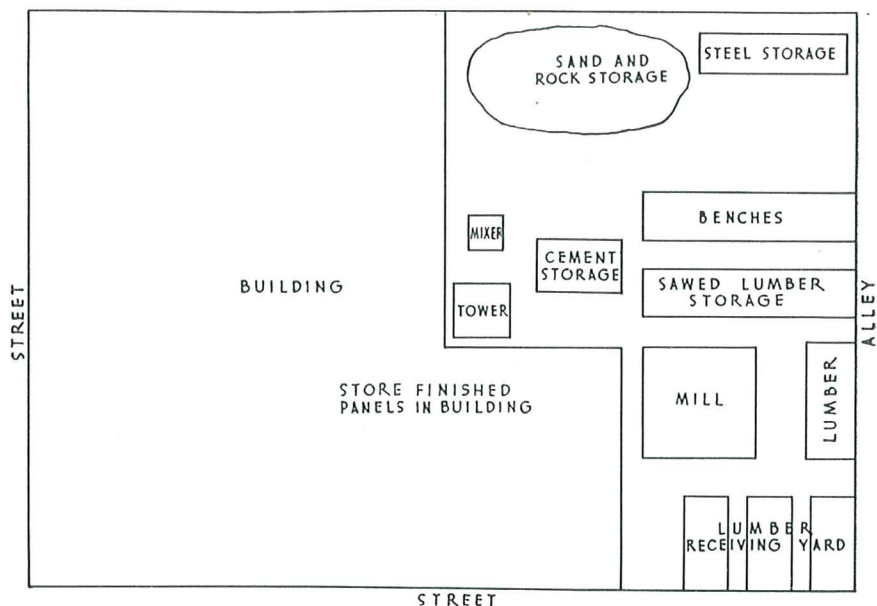 SAND AND
ROCK STORAGE
STEEL STORAGE
BENCHES
MIXER
CEMENT
STORAGE
SAWED LUMBER
STORAGE
BUILDING
TOWER
STREET
ALLEY
STORE FINISHED
PANELS IN BUILDING
MILL
LUMBER
LUMBER
RECEIVING YARD
STREET